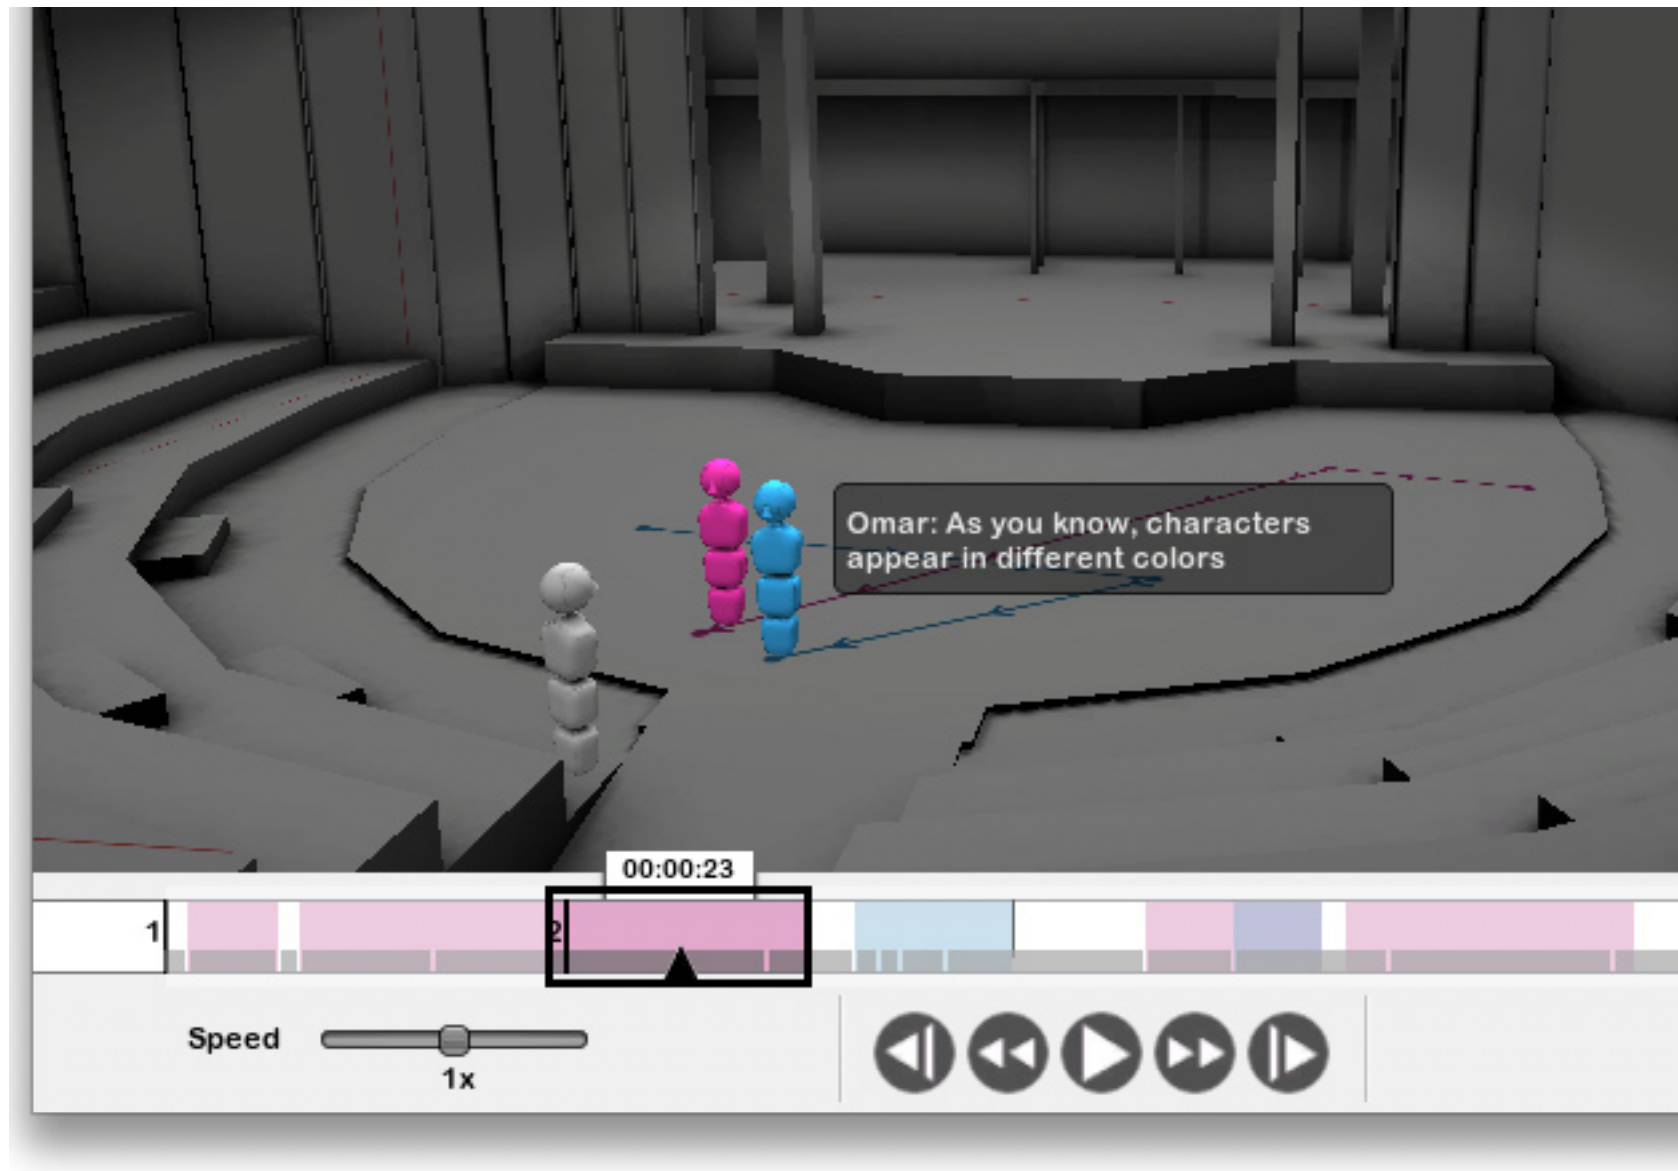 Omar: As you know, characters
appear in different colors
00:00:23
1
2
Speed
1x